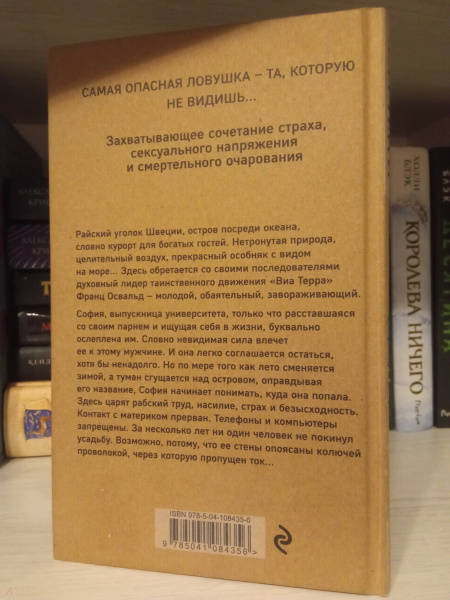 САМАЯ ОПАСНАЯ ЛОВУШКА – ТА, КОТОРУЮ
НЕ ВИДИШЬ...
Захватывающее сочетание страха,
сексуального напряжения
и смертельного очарования
Райский уголок Швеции, остров посреди океана,
словно курорт для богатых гостей. Нетронутая природа,
целительный воздух, прекрасный особняк с видом
на море... Здесь обретается со своими последователями
духовный лидер таинственного движения «Виа Терра»
Франц Освальд – молодой, обаятельный, завораживающий.
София, выпускница университета, только что расставшаяся
со своим парнем и ищущая себя в жизни, буквально
ослеплена им. Словно невидимая сила влечет
ее к этому мужчине. И она легко соглашается остаться,
хотя бы ненадолго. Но по мере того как лето сменяется
зимой, а туман сгущается над островом, оправдывая
его название, София начинает понимать, куда она попала.
Здесь царят рабский труд, насилие, страх и безысходность.
Контакт с материком прерван. Телефоны и компьютеры
запрещены. За несколько лет ни один человек не покинул
усадьбу. Возможно, потому, что ее стены опоясаны колючей
проволокой, через которую пропущен ток...
ISBN 978-5-04-108435-6
9785041084356>
ХОЛЛИ
БЛЭК
КОРОЛЕВА НИЧЕГО
БЛЭК